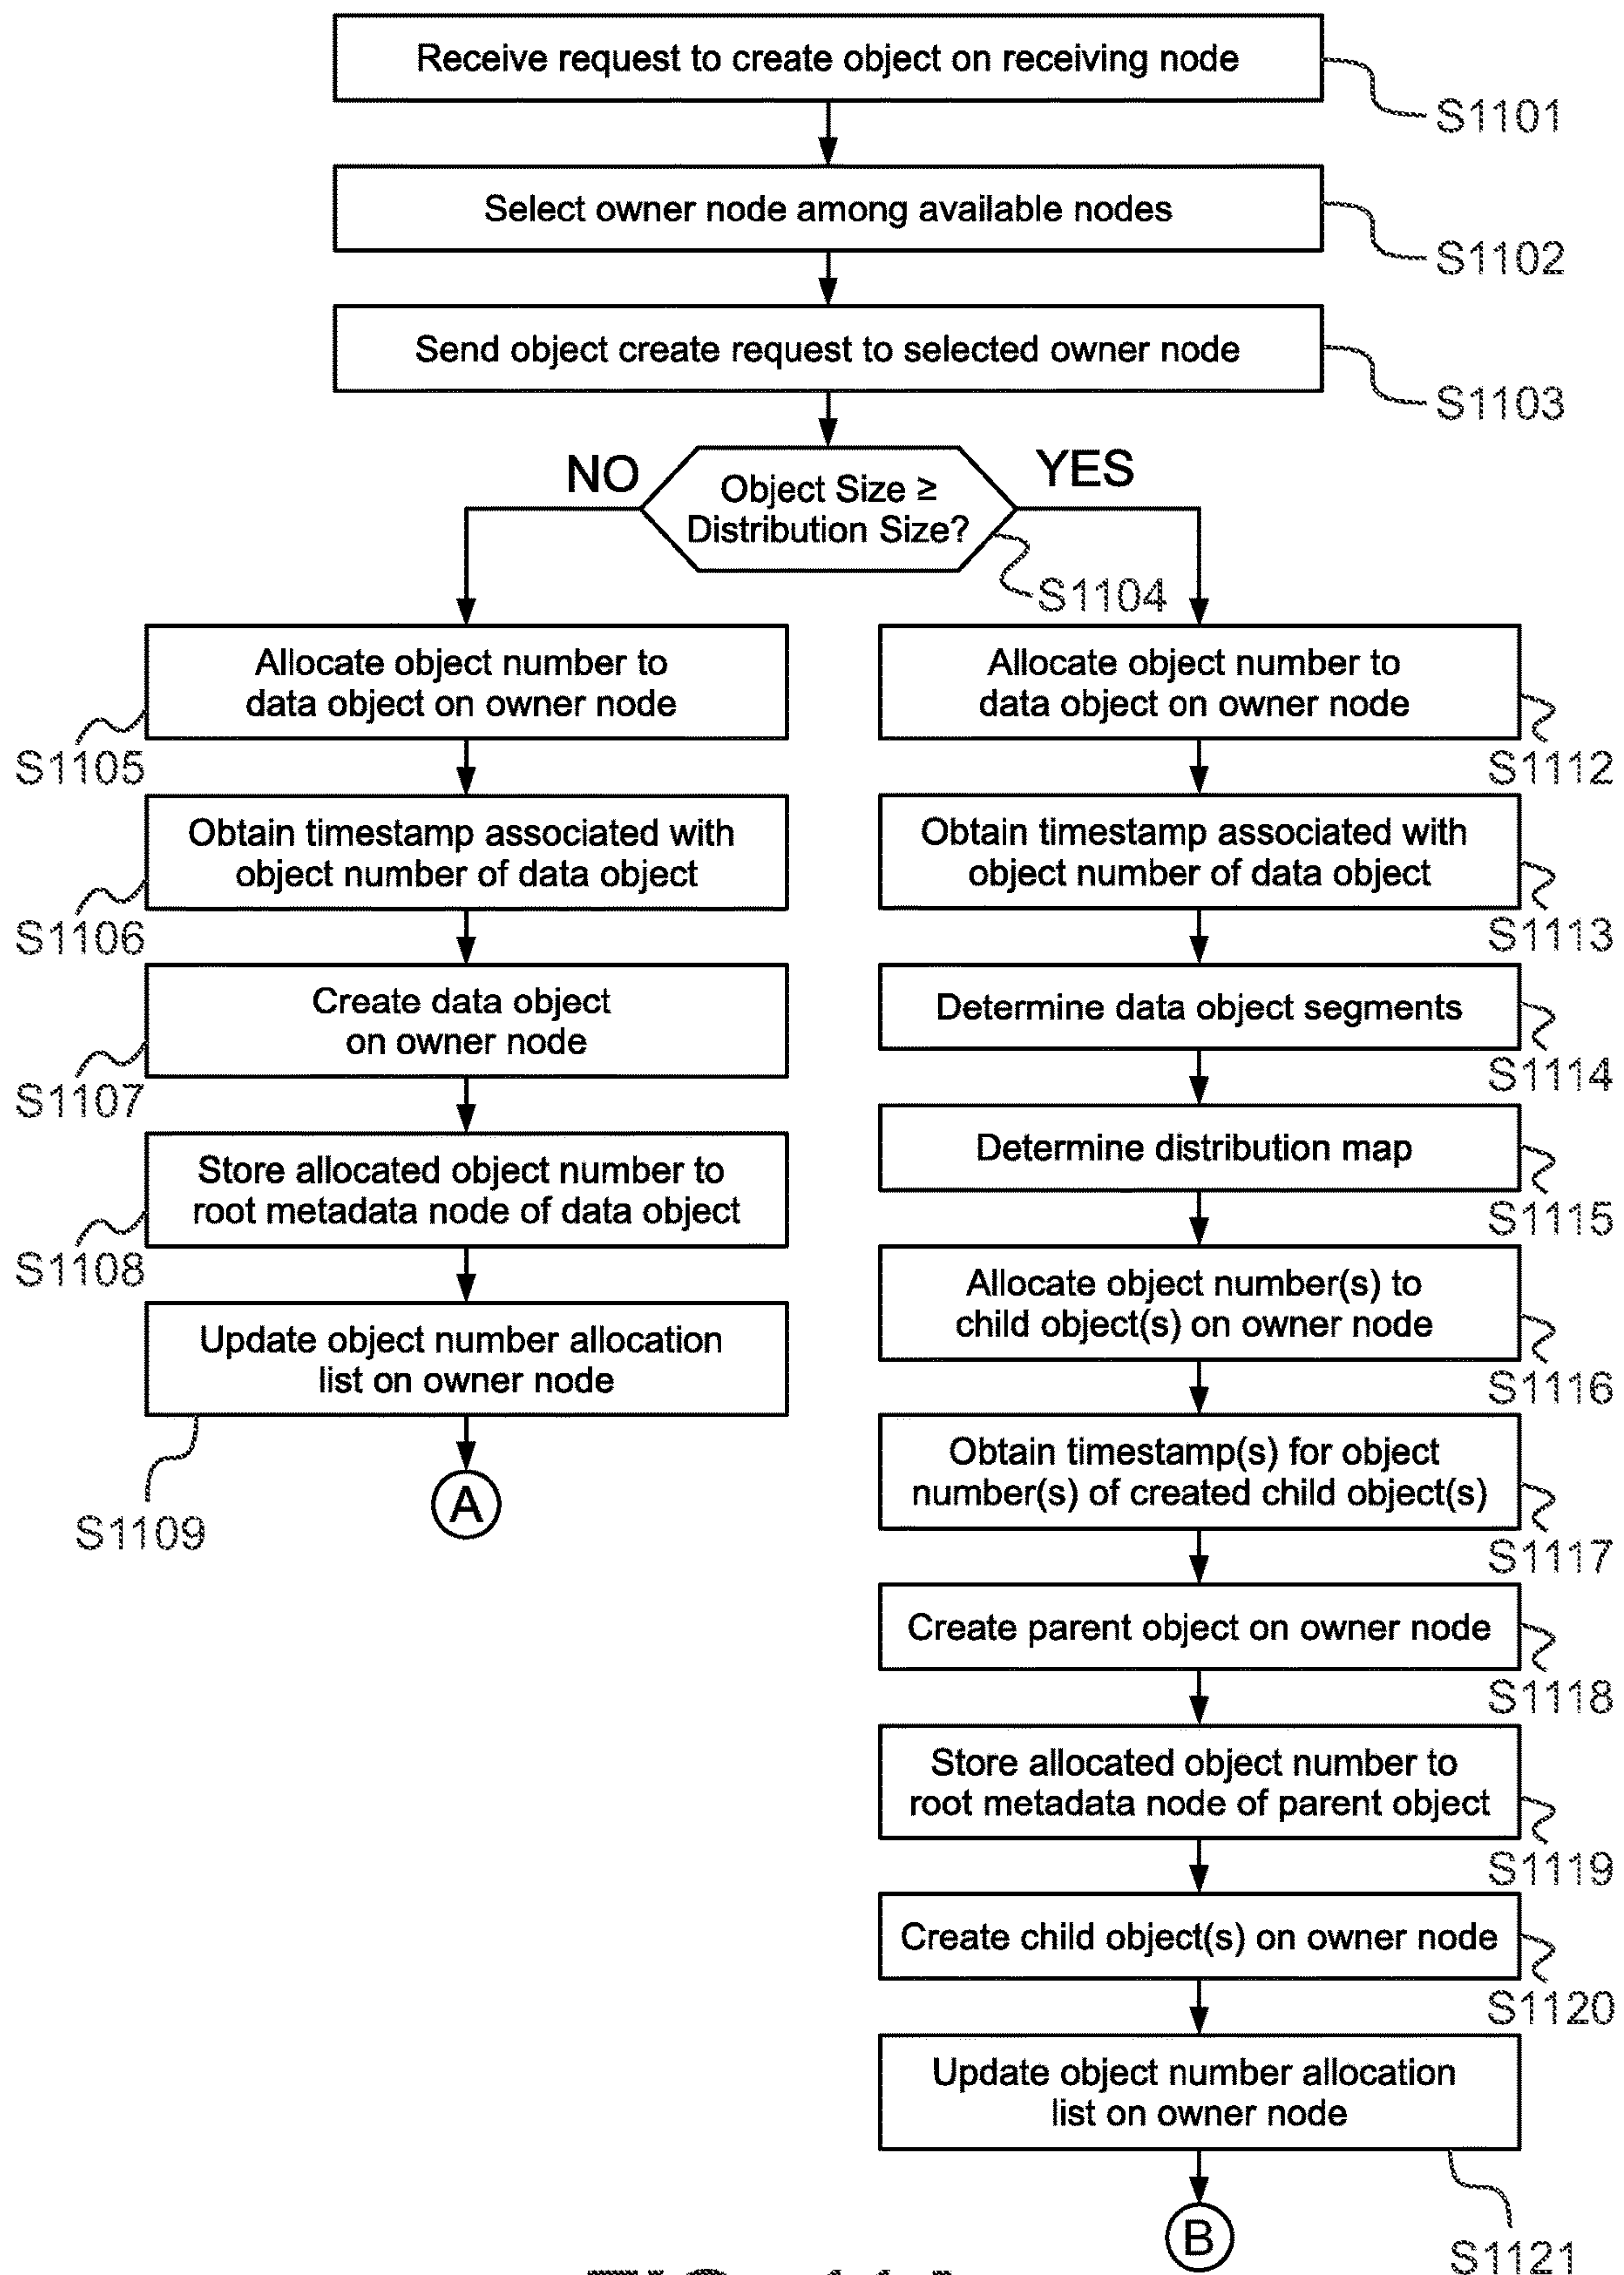 Receive request to create object on receiving node
S1101
Select owner node among available nodes
S1102
Send object create request to selected owner node
S1103
NO
YES
Object Size ≥
Distribution Size?
S1104
Allocate object number to
data object on owner node
S1105
Obtain timestamp associated with
object number of data object
S1106
Create data object
on owner node
S1107
Store allocated object number to
root metadata node of data object
S1108
Update object number allocation
list on owner node
S1109
A
Allocate object number to
data object on owner node
S1112
Obtain timestamp associated with
object number of data object
S1113
Determine data object segments
S1114
Determine distribution map
S1115
Allocate object number(s) to
child object(s) on owner node
S1116
Obtain timestamp(s) for object
number(s) of created child object(s)
S1117
Create parent object on owner node
S1118
Store allocated object number to
root metadata node of parent object
S1119
Create child object(s) on owner node
S1120
Update object number allocation
list on owner node
S1121
B